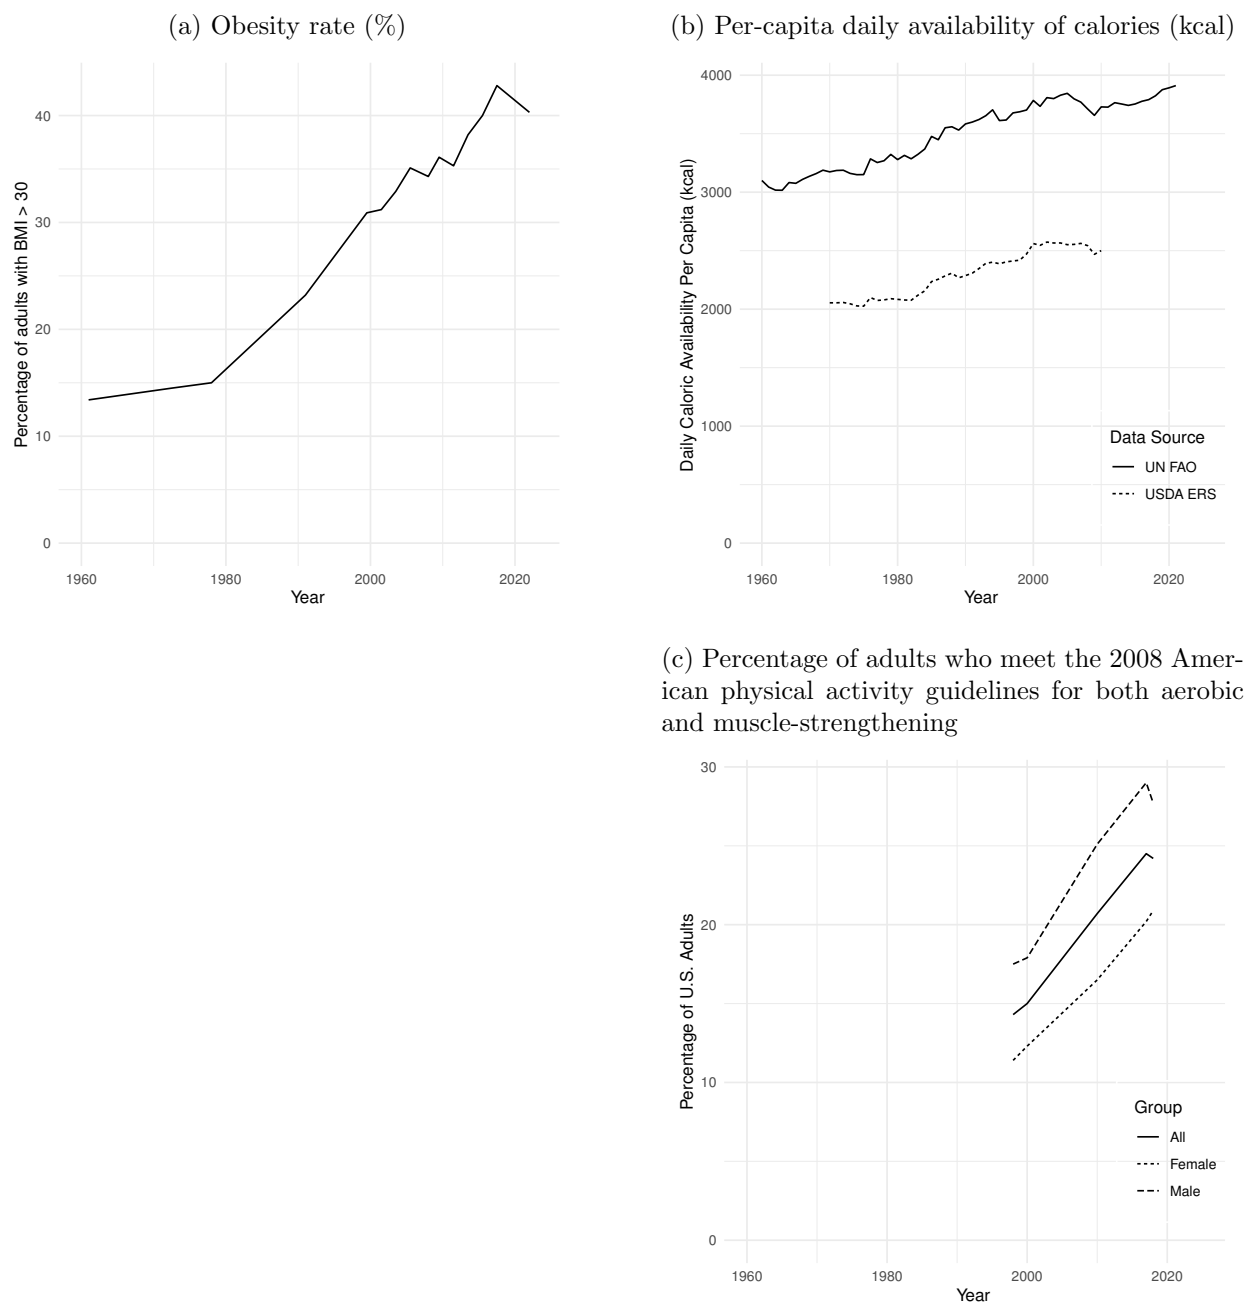 (a) Obesity rate (%)
Percentage of adults with BMI > 30
40
30
20
10
0
1960 1980 2000 2020
Year
(b) Per-capita daily availability of calories (kcal)
Daily Caloric Availability Per Capita (kcal)
4000
3000
2000
1000
0
Data Source
UN FAO
USDA ERS
1960 1980 2000 2020
Year
(c) Percentage of adults who meet the 2008 Amer-
ican physical activity guidelines for both aerobic
and muscle-strengthening
Percentage of U.S. Adults
30
20
10
0
Group
All
Female
Male
1960 1980 2000 2020
Year